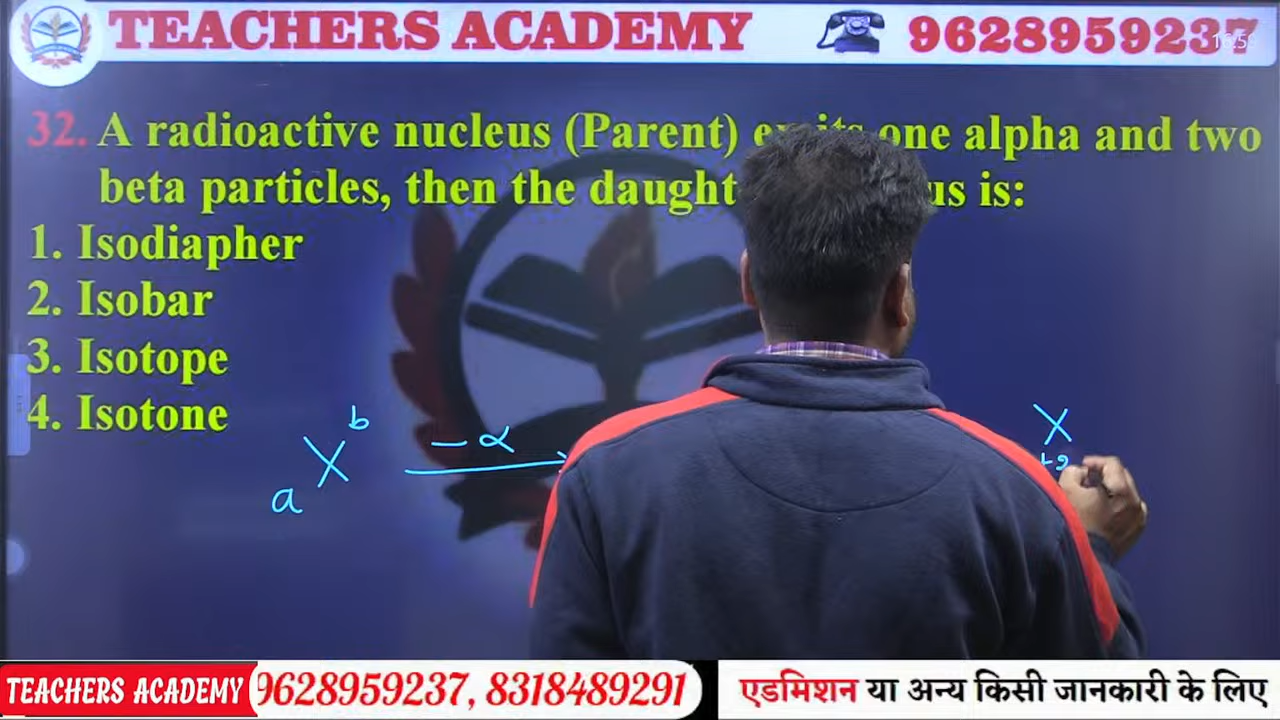 TEACHERS ACADEMY 9628959237
32. A radioactive nucleus (Parent) one alpha and two
beta particles, then the is:
1. Isodiapher
2. Isobar
3. Isotope
4. Isotone
a X b — α X
TEACHERS ACADEMY 9628959237, 8318489291 एडमिशन या अन्य किसी जानकारी के लिए